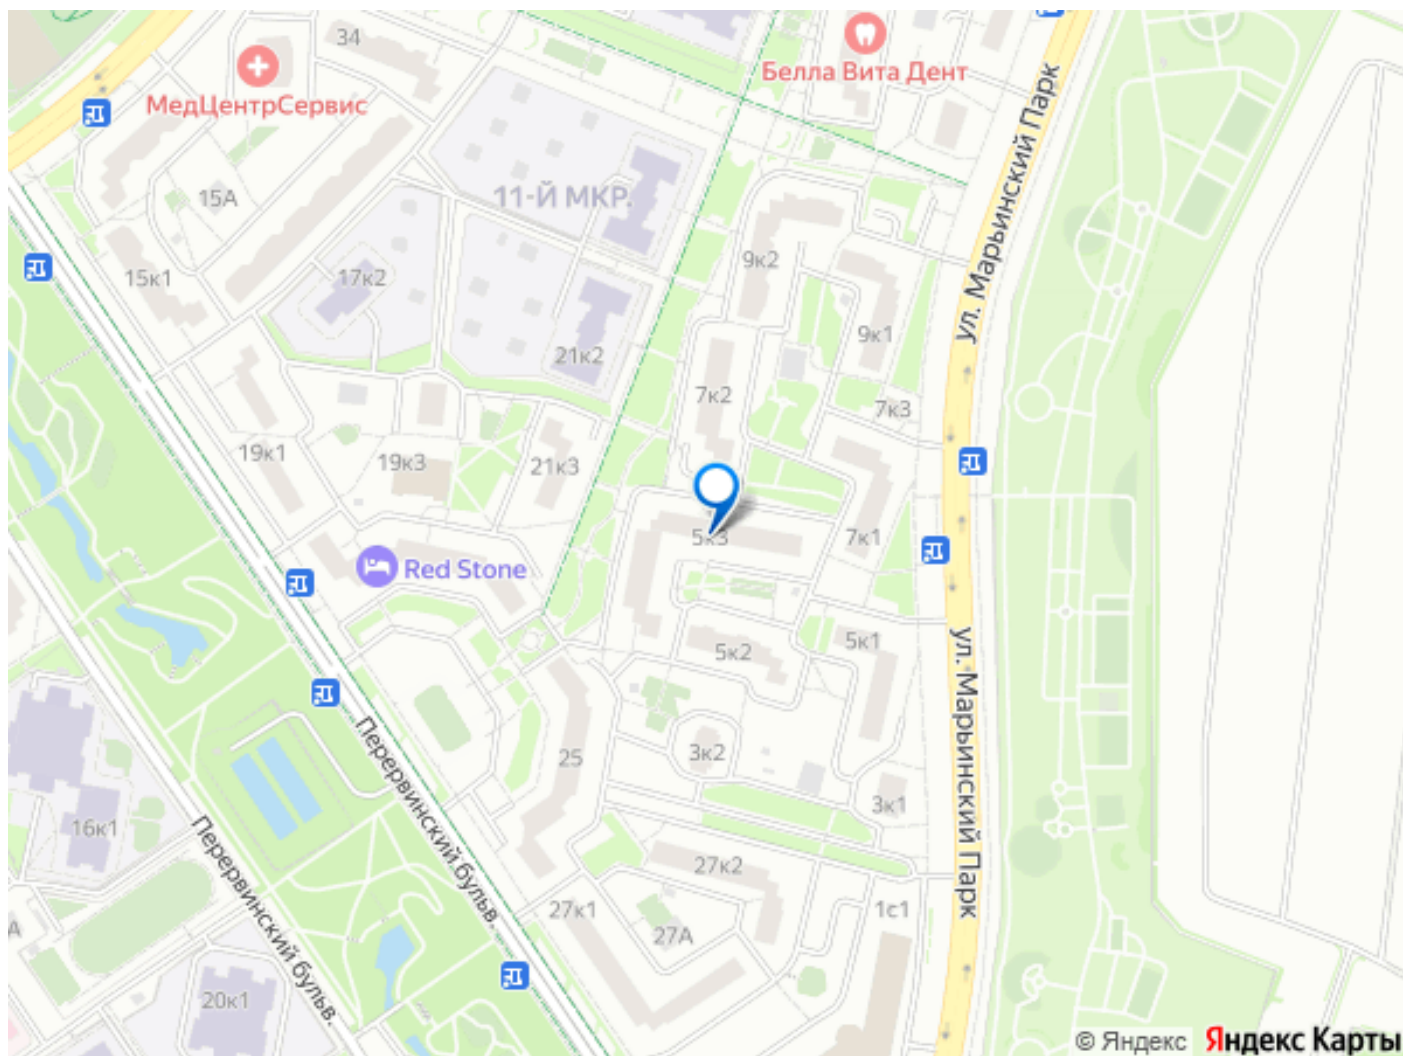 34
Белла Вита Дент
МедЦентрСервис
ул. Марьинский Парк
15А
11-Й МКР.
9к2
15к1
17к2
9к1
21к2
7к2
7к3
19к1
19к3
21к3
5к3
7к1
Red Stone
5к2
5к1
ул. Марьинский Парк
Перервинский бульв.
25
3к2
3к1
16к1
Перервинский бульв.
27к2
27к1
27А
1с1
А
20к1
© Яндекс
Яндекс Карты